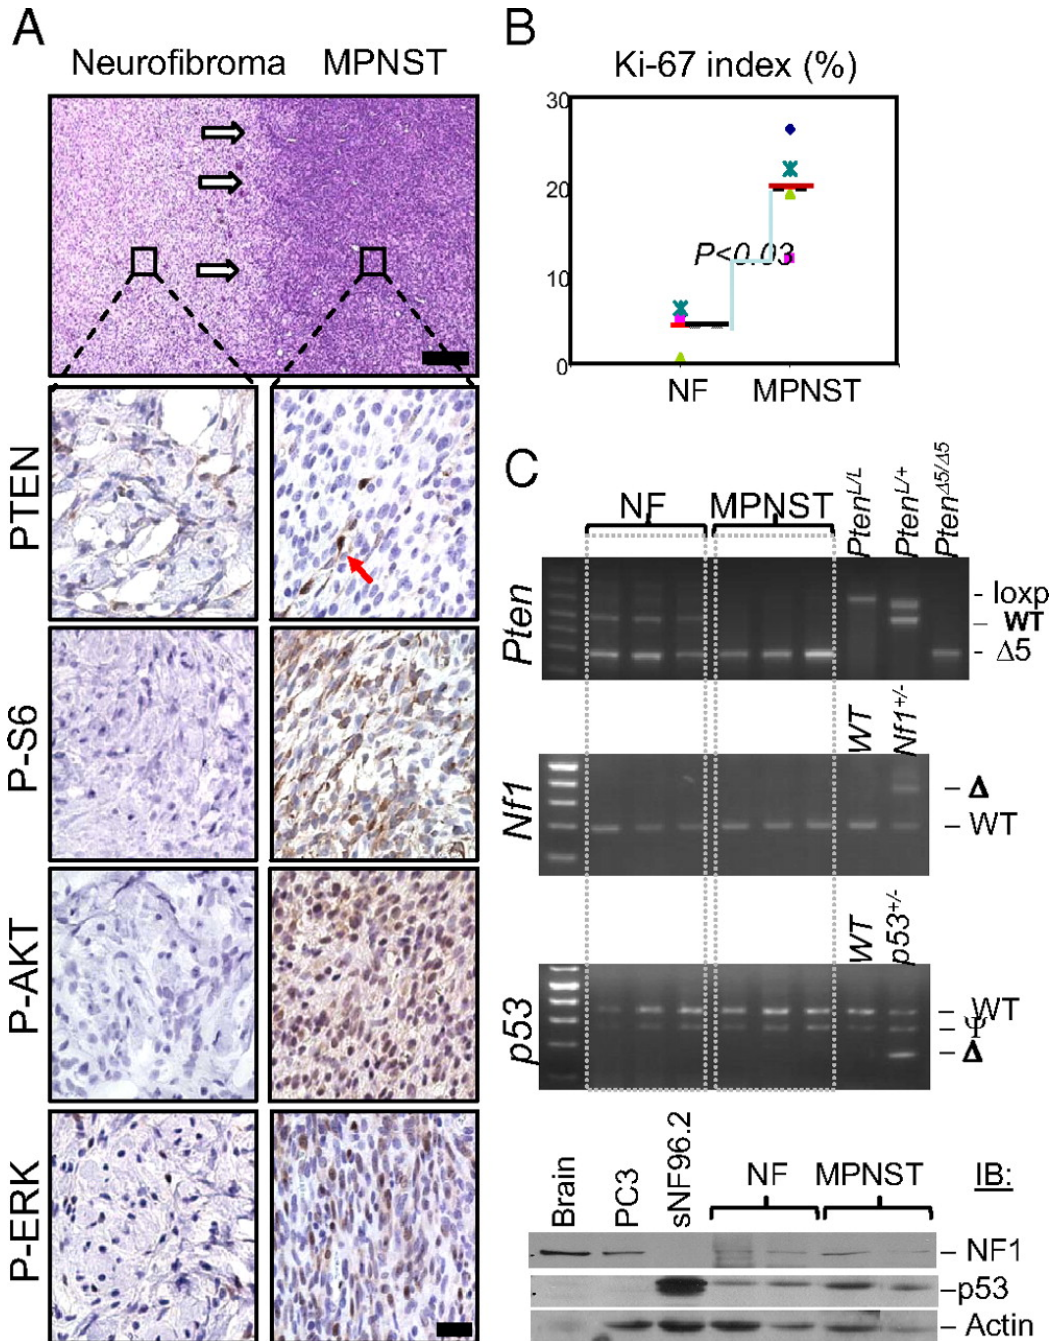 A
Neurofibroma MPNST
PTEN
P-S6
P-AKT
P-ERK
B
Ki-67 index (%)
30
20
10
0
P<0.03
NF MPNST
C
NF MPNST Pten^L/L Pten^L/+ Pten^Δ5/Δ5
Pten
loxp
WT
Δ5
WT Nf1^+/-
Nf1
Δ
WT
WT p53^+/-
p53
WT
Ψ
Δ
Brain PC3 sNF96.2 NF MPNST IB:
NF1
p53
Actin